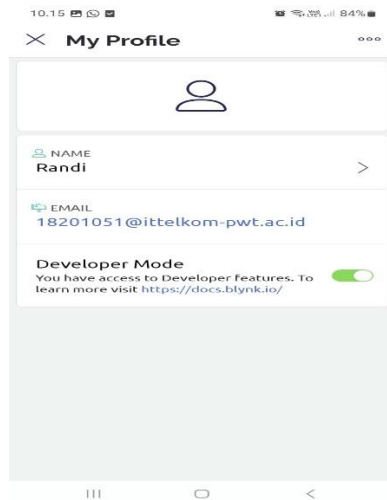 10.15 84%
My Profile
NAME
Randi
EMAIL
18201051@ittelkom-pwt.ac.id
Developer Mode
You have access to Developer features. To
learn more visit https://docs.blynk.io/